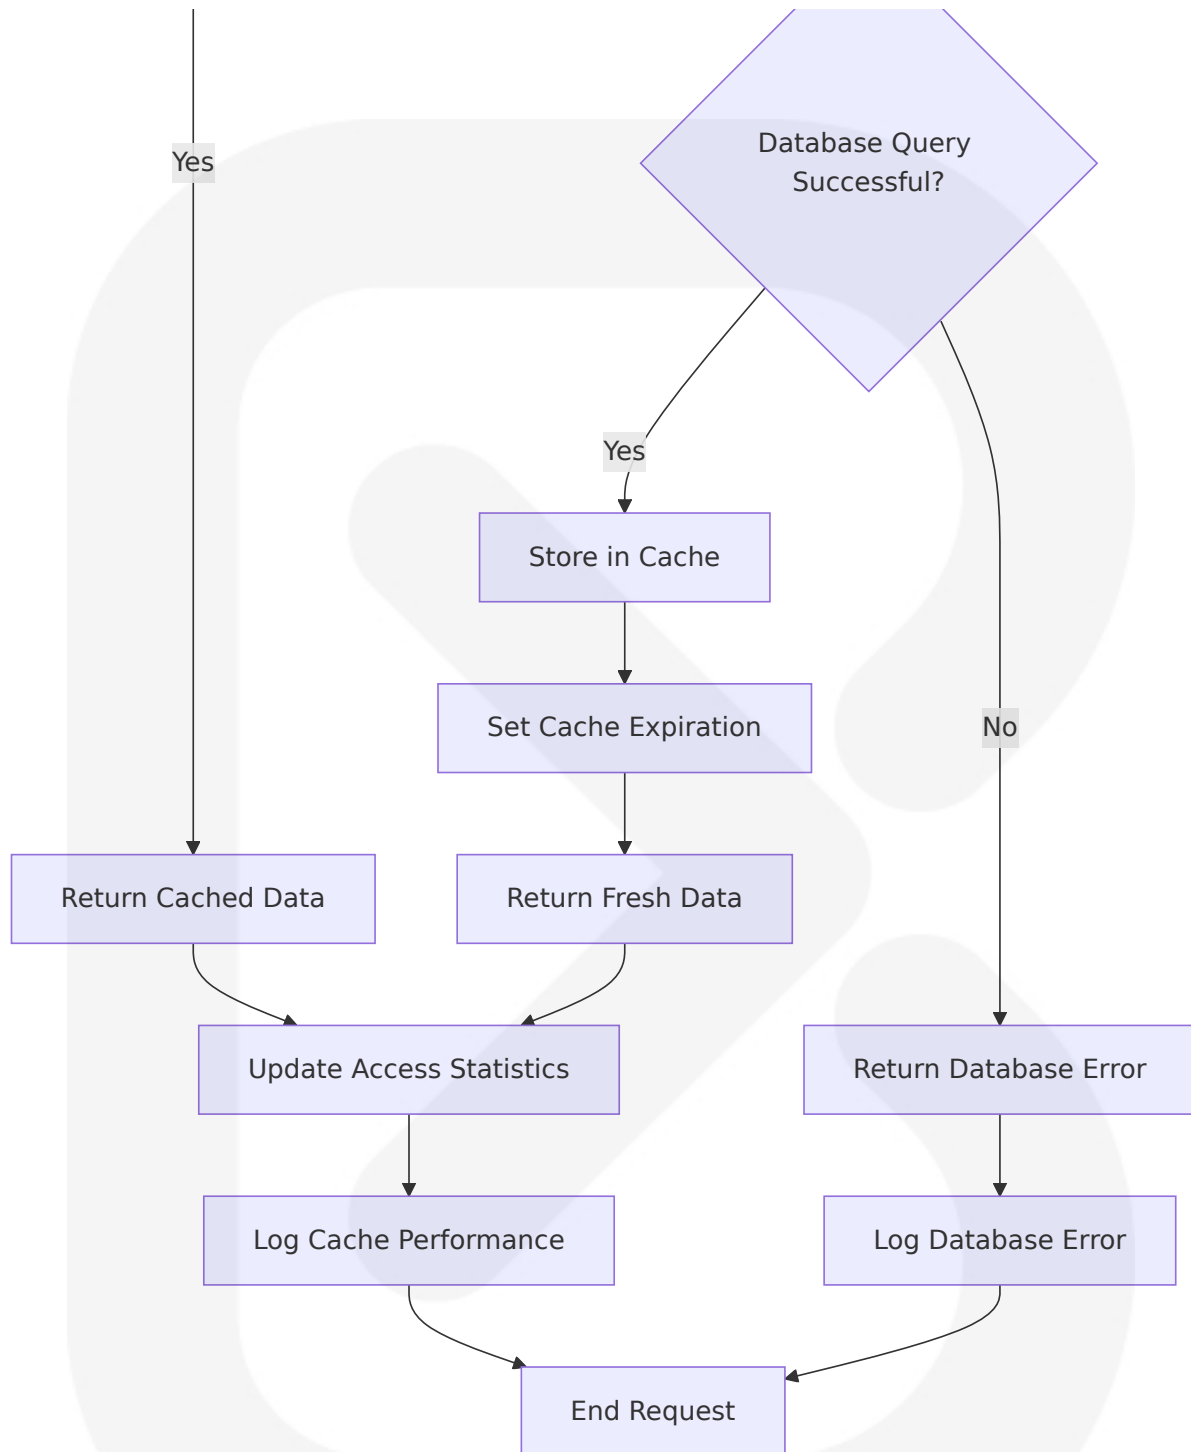 Yes
Database Query
Successful?
Yes
Store in Cache
Set Cache Expiration
No
Return Cached Data
Return Fresh Data
Update Access Statistics
Return Database Error
Log Cache Performance
Log Database Error
End Request